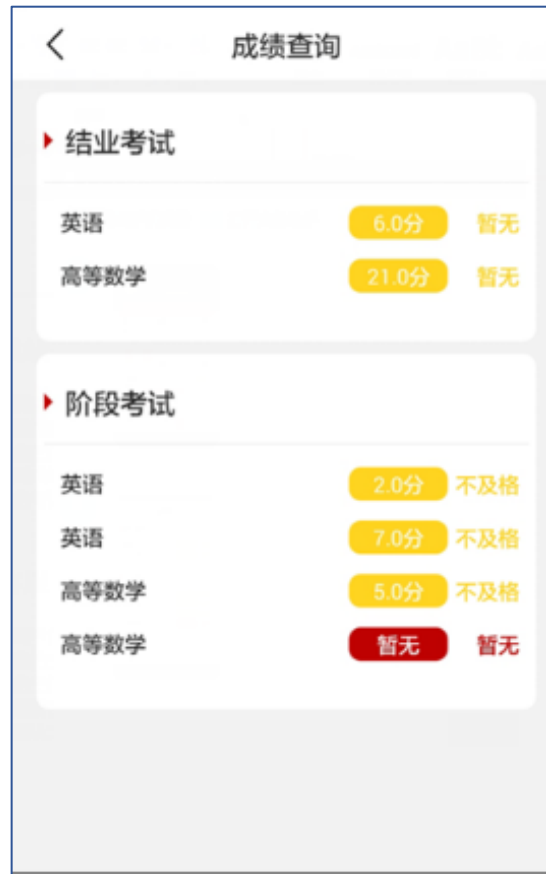 成绩查询
结业考试
英语 6.0分 暂无
高等数学 21.0分 暂无
阶段考试
英语 2.0分 不及格
英语 7.0分 不及格
高等数学 5.0分 不及格
高等数学 暂无 暂无